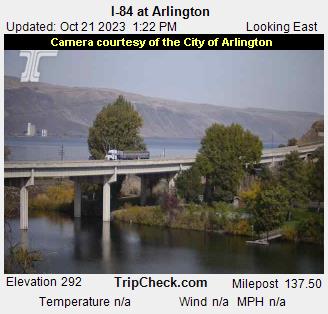 I-84 at Arlington
Updated: Oct 21 2023 1:22 PM Looking East
Camera courtesy of the City of Arlington
Elevation 292 TripCheck.com Milepost 137.50
Temperature n/a Wind n/a MPH n/a